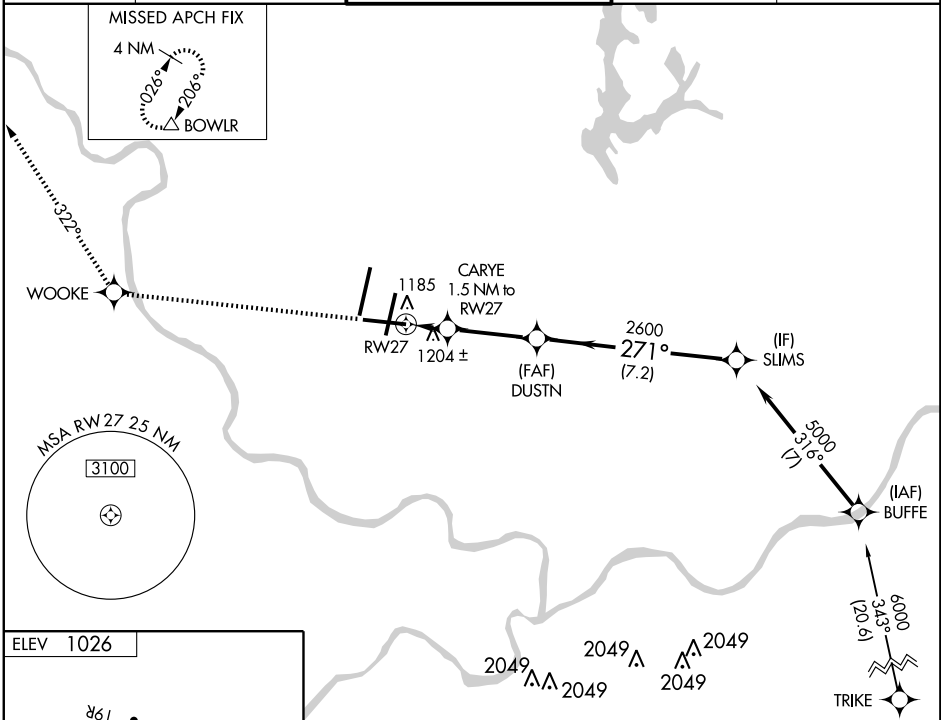 MISSED APCH FIX
4 NM
026°
206°
BOWLR
322°
WOOKE
1185
CARYE
1.5 NM to
RW27
RW27
1204 ±
(FAF)
DUSTN
2600
271°
(7.2)
(IF)
SLIMS
5000
316°
(7)
(IAF)
BUFFE
MSA RW27 25 NM
3100
6000
343°
(20.6)
TRIKE
2049
2049
2049
2049
2049
ELEV 1026
19R